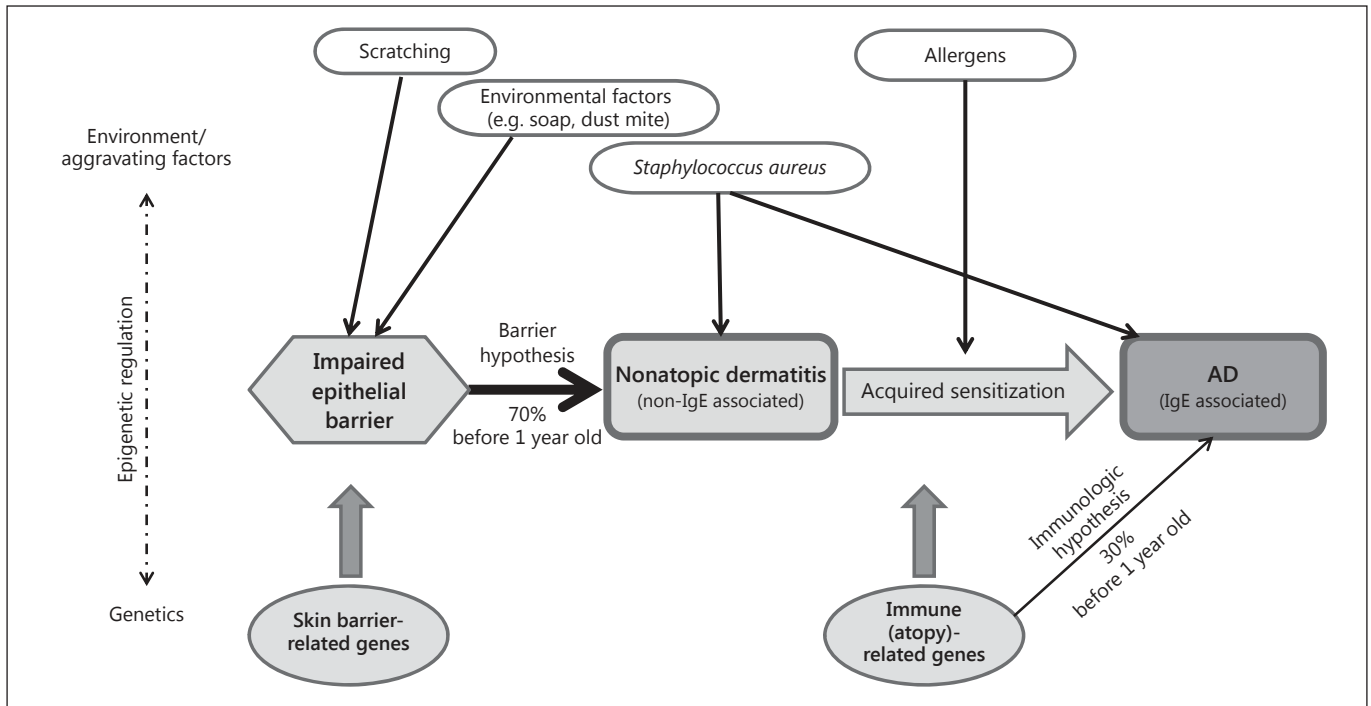 Scratching
Allergens
Environmental factors
(e.g. soap, dust mite)
Environment/
aggravating factors
Staphylococcus aureus
Epigenetic regulation
Impaired
epithelial
barrier
Barrier
hypothesis
70%
before 1 year old
Nonatopic dermatitis
(non-IgE associated)
Acquired sensitization
AD
(IgE associated)
Immunologic
hypothesis
30%
before 1 year old
Genetics
Skin barrier-
related genes
Immune
(atopy)-
related genes